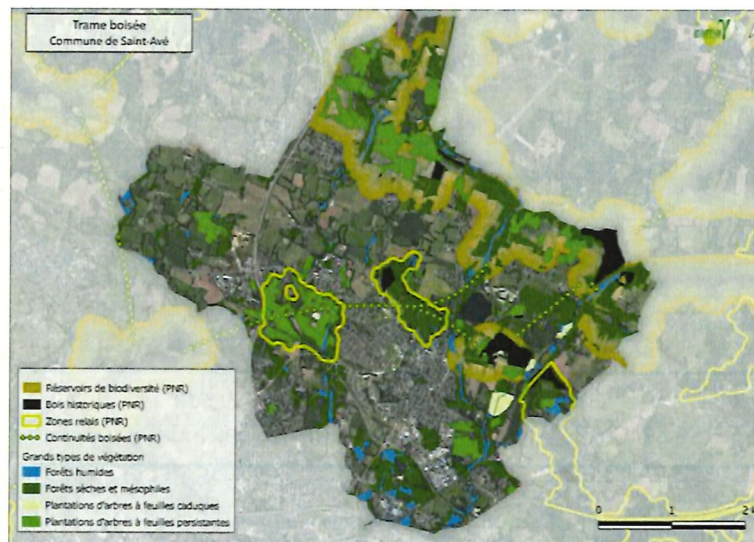 Trame boisée
Commune de Saint-Avé
Réservoirs de biodiversité (PNR)
Bois historiques (PNR)
Zones relais (PNR)
Continuités boisées (PNR)
Grands types de végétation
Forêts humides
Forêts sèches et mésophiles
Plantations d'arbres à feuilles caduques
Plantations d'arbres à feuilles persistantes
0 1 2